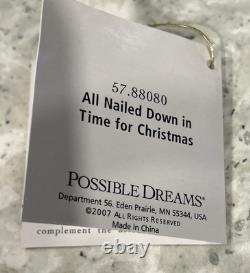 57.88080
All Nailed Down in
Time for Christmas
POSSIBLE DREAMS®
Department 56. Eden Prairie, MN 55344, USA
©2007 ALL RIGHTS RESERVED
Made in China
complement the